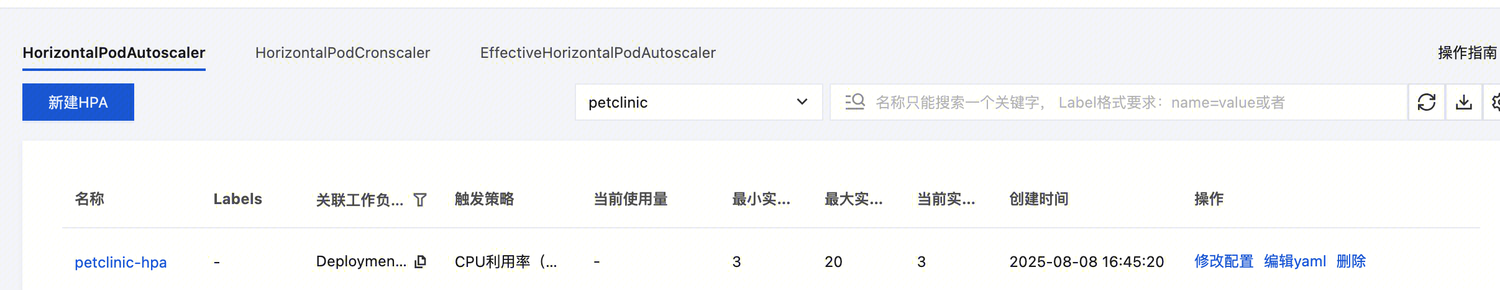 HorizontalPodAutoscaler HorizontalPodCronscaler EffectiveHorizontalPodAutoscaler 操作指南
新建HPA petclinic 名称只能搜索一个关键字， Label格式要求：name=value或者
名称 Labels 关联工作负... 触发策略 当前使用量 最小实... 最大实... 当前实... 创建时间 操作
petclinic-hpa - Deploymen... CPU利用率（... - 3 20 3 2025-08-08 16:45:20 修改配置 编辑yaml 删除